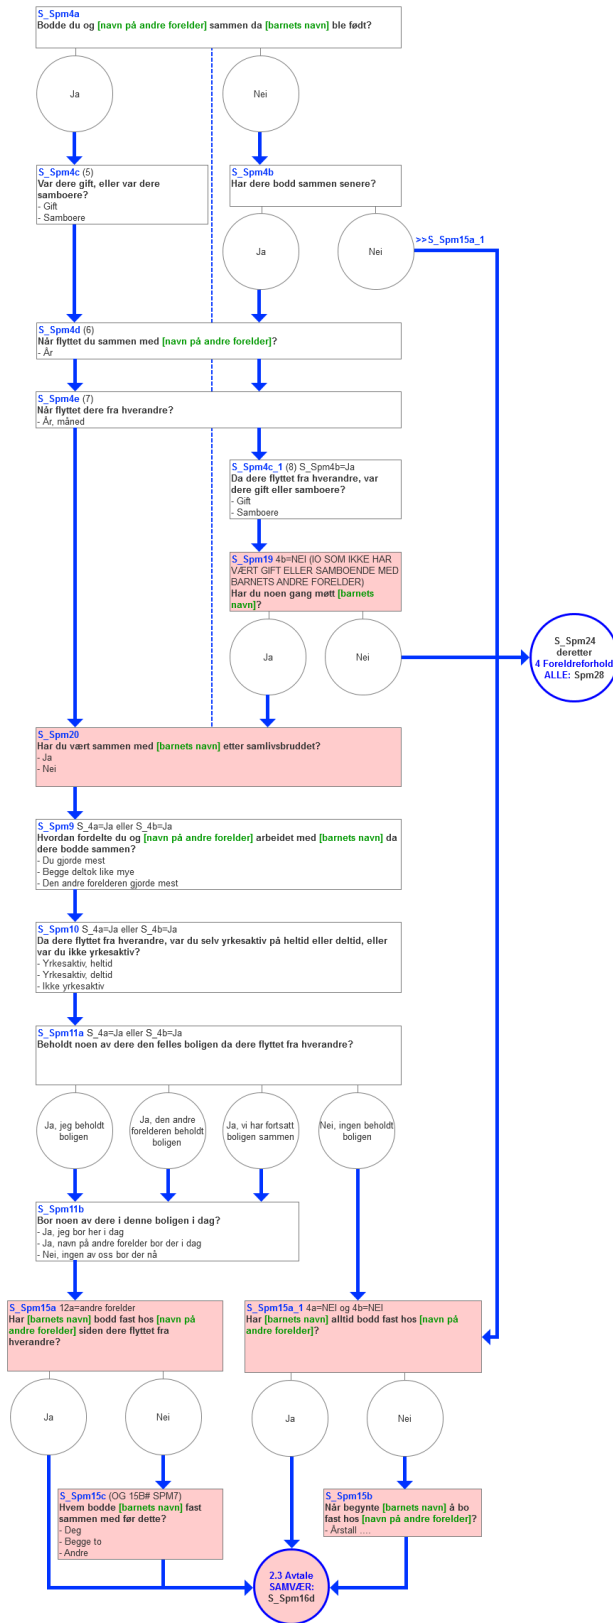 S_Spm4a
Bodde du og [navn på andre forelder] sammen da [barnets navn] ble født?
Ja
Nei
S_Spm4c (5)
Var dere gift, eller var dere
samboere?
- Gift
- Samboere
S_Spm4b
Har dere bodd sammen senere?
Ja
Nei
>>S_Spm15a_1
S_Spm4d (6)
Når flyttet du sammen med [navn på andre forelder]?
- År
S_Spm4e (7)
Når flyttet dere fra hverandre?
- År, måned
S_Spm4c_1 (8) S_Spm4b=Ja
Da dere flyttet fra hverandre, var
dere gift eller samboere?
- Gift
- Samboere
S_Spm19 4b=NEI (IO SOM IKKE HAR
VÆRT GIFT ELLER SAMBOENDE MED
BARNETS ANDRE FORELDER)
Har du noen gang møtt [barnets
navn]?
Ja
Nei
S_Spm24
deretter
4 Foreldreforhold
ALLE: Spm28
S_Spm20
Har du vært sammen med [barnets navn] etter samlivsbruddet?
- Ja
- Nei
S_Spm9 S_4a=Ja eller S_4b=Ja
Hvordan fordelte du og [navn på andre forelder] arbeidet med [barnets navn] da
dere bodde sammen?
- Du gjorde mest
- Begge deltok like mye
- Den andre forelderen gjorde mest
S_Spm10 S_4a=Ja eller S_4b=Ja
Da dere flyttet fra hverandre, var du selv yrkesaktiv på heltid eller deltid, eller
var du ikke yrkesaktiv?
- Yrkesaktiv, heltid
- Yrkesaktiv, deltid
- Ikke yrkesaktiv
S_Spm11a S_4a=Ja eller S_4b=Ja
Beholdt noen av dere den felles boligen da dere flyttet fra hverandre?
Ja, jeg beholdt
boligen
Ja, den andre
forelderen beholdt
boligen
Ja, vi har fortsatt
boligen sammen
Nei, ingen beholdt
boligen
S_Spm11b
Bor noen av dere i denne boligen i dag?
- Ja, jeg bor her i dag
- Ja, navn på andre forelder bor der i dag
- Nei, ingen av oss bor der nå
S_Spm15a 12a=andre forelder
Har [barnets navn] bodd fast hos [navn på
andre forelder] siden dere flyttet fra
hverandre?
S_Spm15a_1 4a=NEI og 4b=NEI
Har [barnets navn] alltid bodd fast hos [navn på
andre forelder]?
Ja
Nei
Ja
Nei
S_Spm15c (OG 15B# SPM7)
Hvem bodde [barnets navn] fast
sammen med før dette?
- Deg
- Begge to
- Andre
S_Spm15b
Når begynte [barnets navn] å bo
fast hos [navn på andre forelder]?
- Årstall ....
2.3 Avtale
SAMVÆR:
S_Spm16d